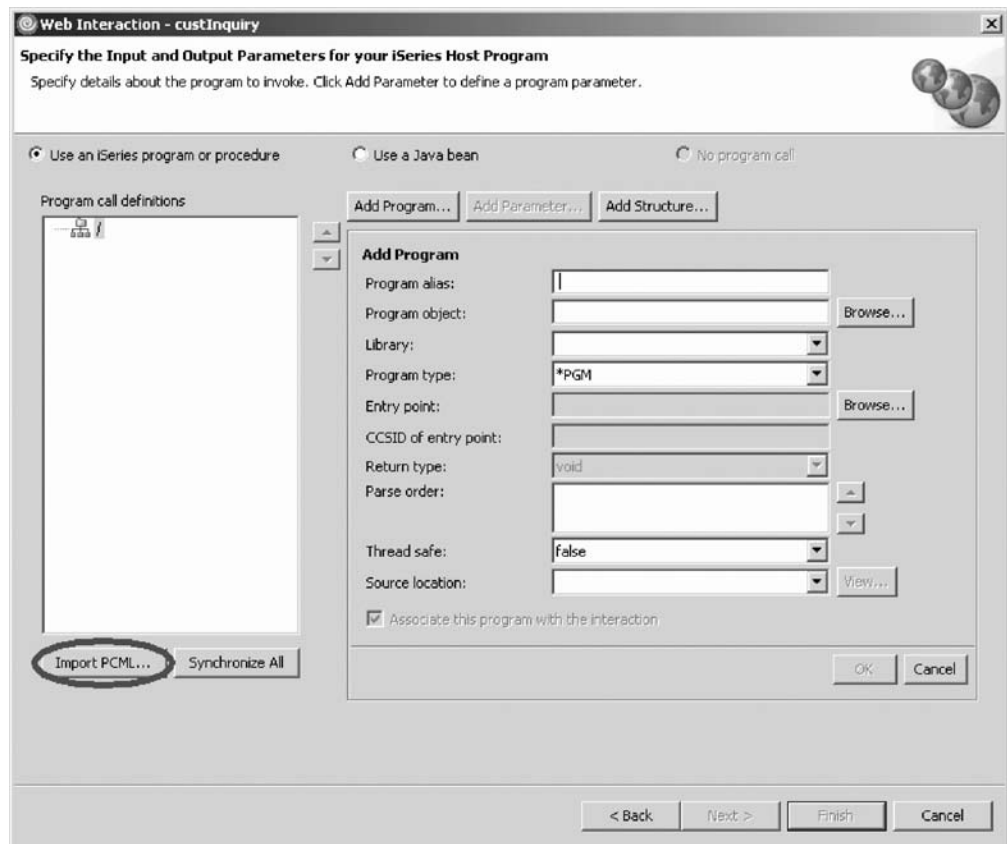 Web Interaction - custInquiry
Specify the Input and Output Parameters for your iSeries Host Program
Specify details about the program to invoke. Click Add Parameter to define a program parameter.
Use an iSeries program or procedure
Use a Java bean
No program call
Program call definitions
/
Add Program...
Add Parameter...
Add Structure...
Add Program
Program alias:
Program object:
Browse...
Library:
Program type:
*PGM
Entry point:
Browse...
CCSID of entry point:
Return type:
void
Parse order:
Thread safe:
false
Source location:
View...
Associate this program with the interaction
Import PCML...
Synchronize All
OK
Cancel
< Back
Next >
Finish
Cancel